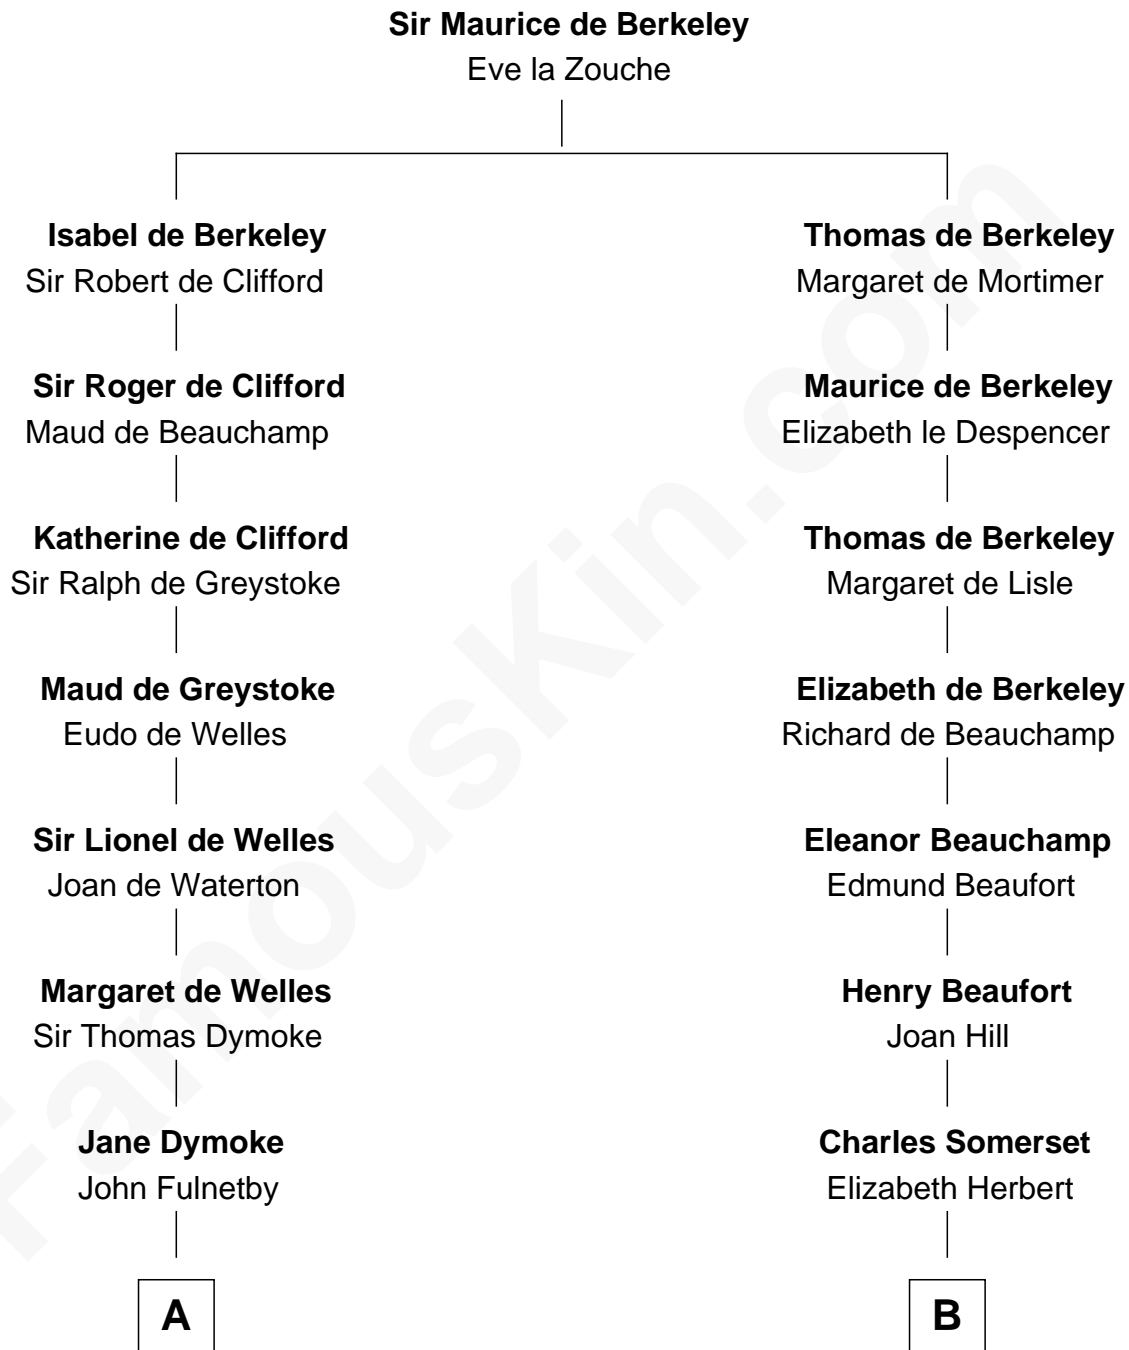 Sir Maurice de Berkeley
Eve la Zouche
Isabel de Berkeley
Sir Robert de Clifford
Thomas de Berkeley
Margaret de Mortimer
Sir Roger de Clifford
Maud de Beauchamp
Maurice de Berkeley
Elizabeth le Despencer
Katherine de Clifford
Sir Ralph de Greystoke
Thomas de Berkeley
Margaret de Lisle
Maud de Greystoke
Eudo de Welles
Elizabeth de Berkeley
Richard de Beauchamp
Sir Lionel de Welles
Joan de Waterton
Eleanor Beauchamp
Edmund Beaufort
Margaret de Welles
Sir Thomas Dymoke
Henry Beaufort
Joan Hill
Jane Dymoke
John Fulnetby
Charles Somerset
Elizabeth Herbert
A
B
FamousKin.com